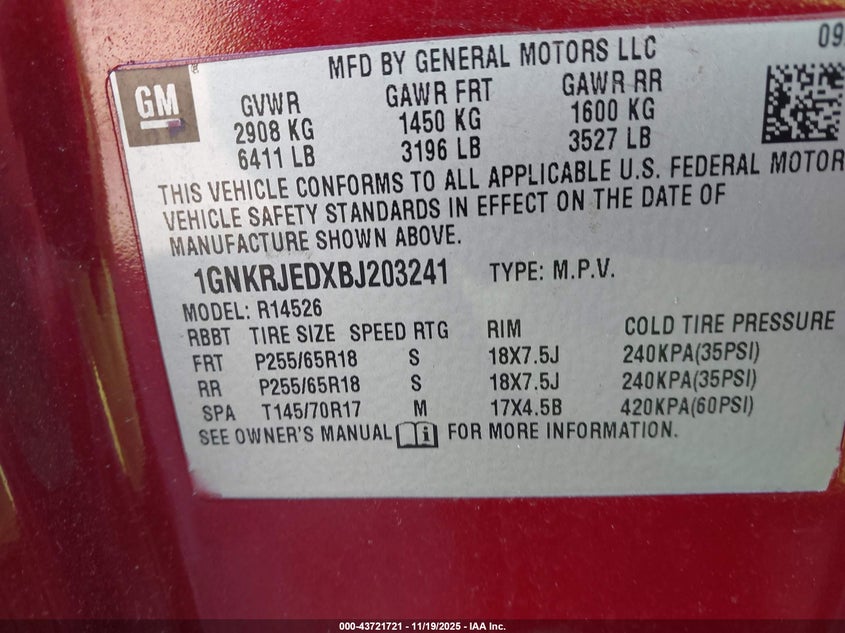 MFD BY GENERAL MOTORS LLC
GM
GVWR GAWR FRT GAWR RR
2908 KG 1450 KG 1600 KG
6411 LB 3196 LB 3527 LB
THIS VEHICLE CONFORMS TO ALL APPLICABLE U.S. FEDERAL MOTOR
VEHICLE SAFETY STANDARDS IN EFFECT ON THE DATE OF
MANUFACTURE SHOWN ABOVE.
1GNKRJEDXBJ203241 TYPE: M.P.V.
MODEL: R14526
RBBT TIRE SIZE SPEED RTG RIM COLD TIRE PRESSURE
FRT P255/65R18 S 18X7.5J 240KPA(35PSI)
RR P255/65R18 S 18X7.5J 240KPA(35PSI)
SPA T145/70R17 M 17X4.5B 420KPA(60PSI)
SEE OWNER'S MANUAL FOR MORE INFORMATION.
000-43721721 - 11/19/2025 - IAA Inc.